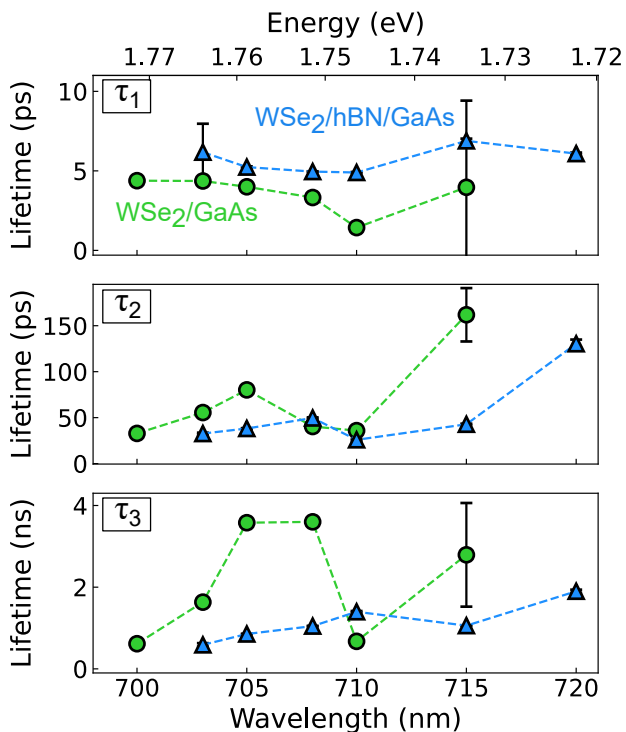 Energy (eV)
1.77 1.76 1.75 1.74 1.73 1.72
Lifetime (ps)
10
5
0
τ1
WSe2/hBN/GaAs
WSe2/GaAs
Lifetime (ps)
150
100
50
0
τ2
Lifetime (ns)
4
2
0
τ3
700 705 710 715 720
Wavelength (nm)